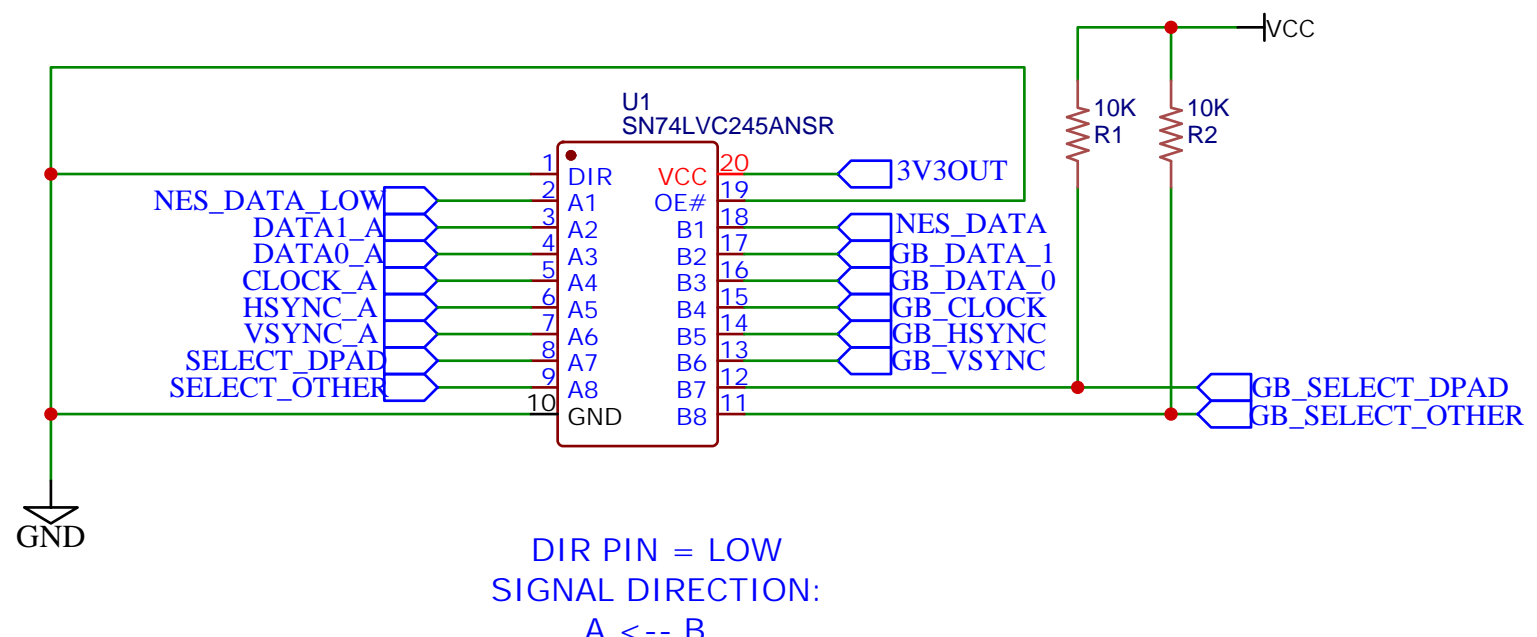 VCC
U1
SN74LVC245ANSR
10K
R1
10K
R2
1
DIR
VCC
20
3V3OUT
NES_DATA_LOW
2
A1
OE#
19
DATA1_A
3
A2
B1
18
NES_DATA
DATA0_A
4
A3
B2
17
GB_DATA_1
CLOCK_A
5
A4
B3
16
GB_DATA_0
HSYNC_A
6
A5
B4
15
GB_CLOCK
VSYNC_A
7
A6
B5
14
GB_HSYNC
SELECT_DPAD
8
A7
B6
13
GB_VSYNC
SELECT_OTHER
9
A8
B7
12
GB_SELECT_DPAD
10
GND
B8
11
GB_SELECT_OTHER
GND
DIR PIN = LOW
SIGNAL DIRECTION:
A <-- B